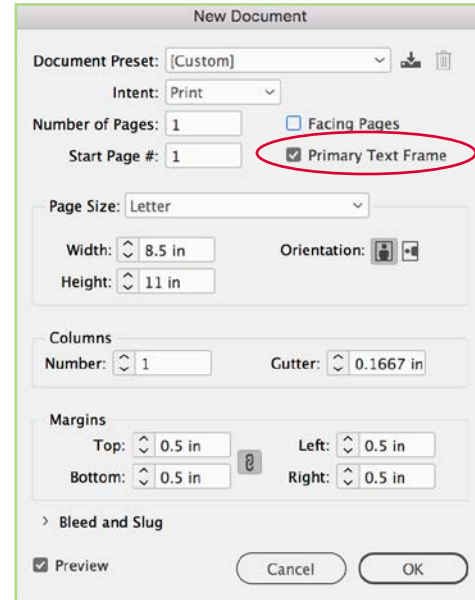 New Document
Document Preset: [Custom]
Intent: Print
Number of Pages: 1 Facing Pages
Start Page #: 1 Primary Text Frame
Page Size: Letter
Width: 8.5 in Orientation:
Height: 11 in
Columns
Number: 1 Gutter: 0.1667 in
Margins
Top: 0.5 in Left: 0.5 in
Bottom: 0.5 in Right: 0.5 in
> Bleed and Slug
Preview Cancel OK